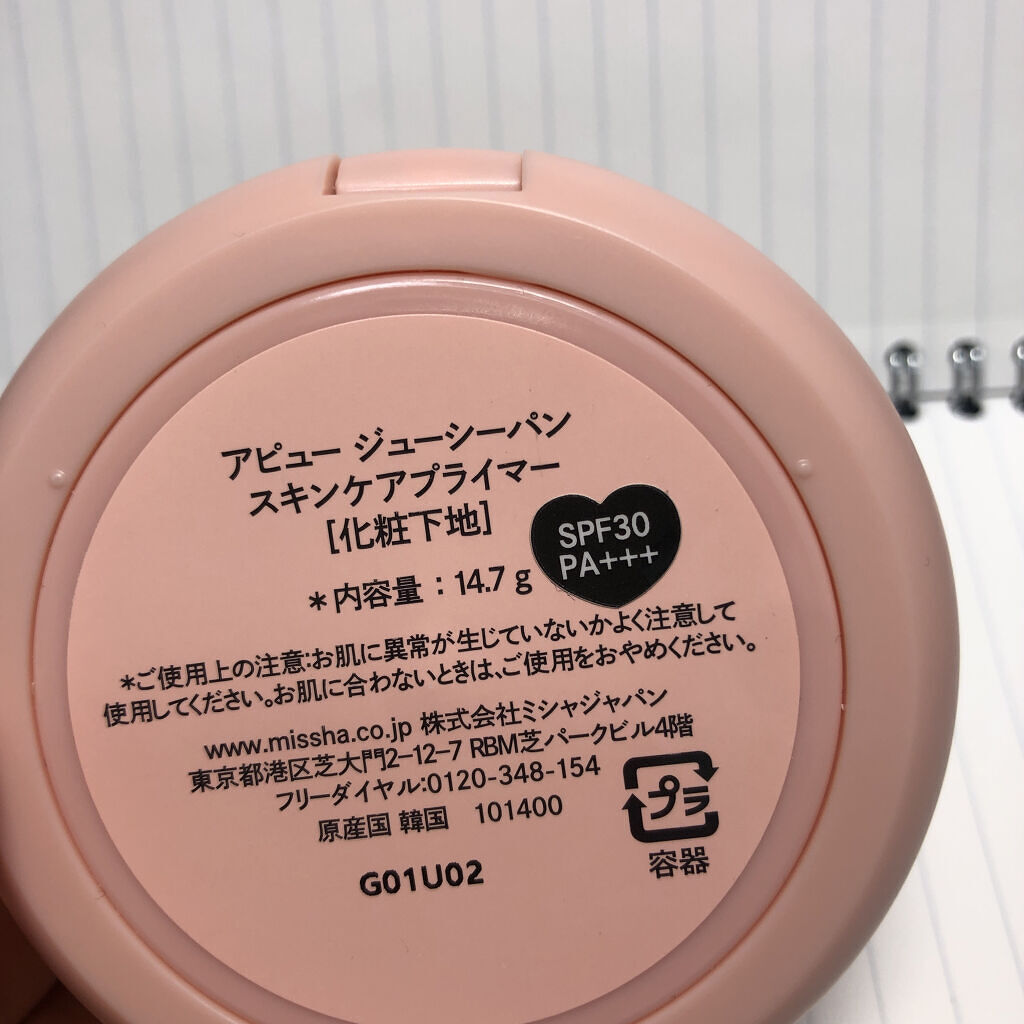 アピュー ジューシーパン
スキンケアプライマー
[化粧下地]
SPF30
PA+++
*内容量：14.7 g
*ご使用上の注意:お肌に異常が生じていないかよく注意して
使用してください。お肌に合わないときは、ご使用をおやめください。
www.missha.co.jp 株式会社ミシャジャパン
東京都港区芝大門2-12-7 RBM芝パークビル4階
フリーダイヤル:0120-348-154
原産国 韓国 101400
プラ
容器
G01U02